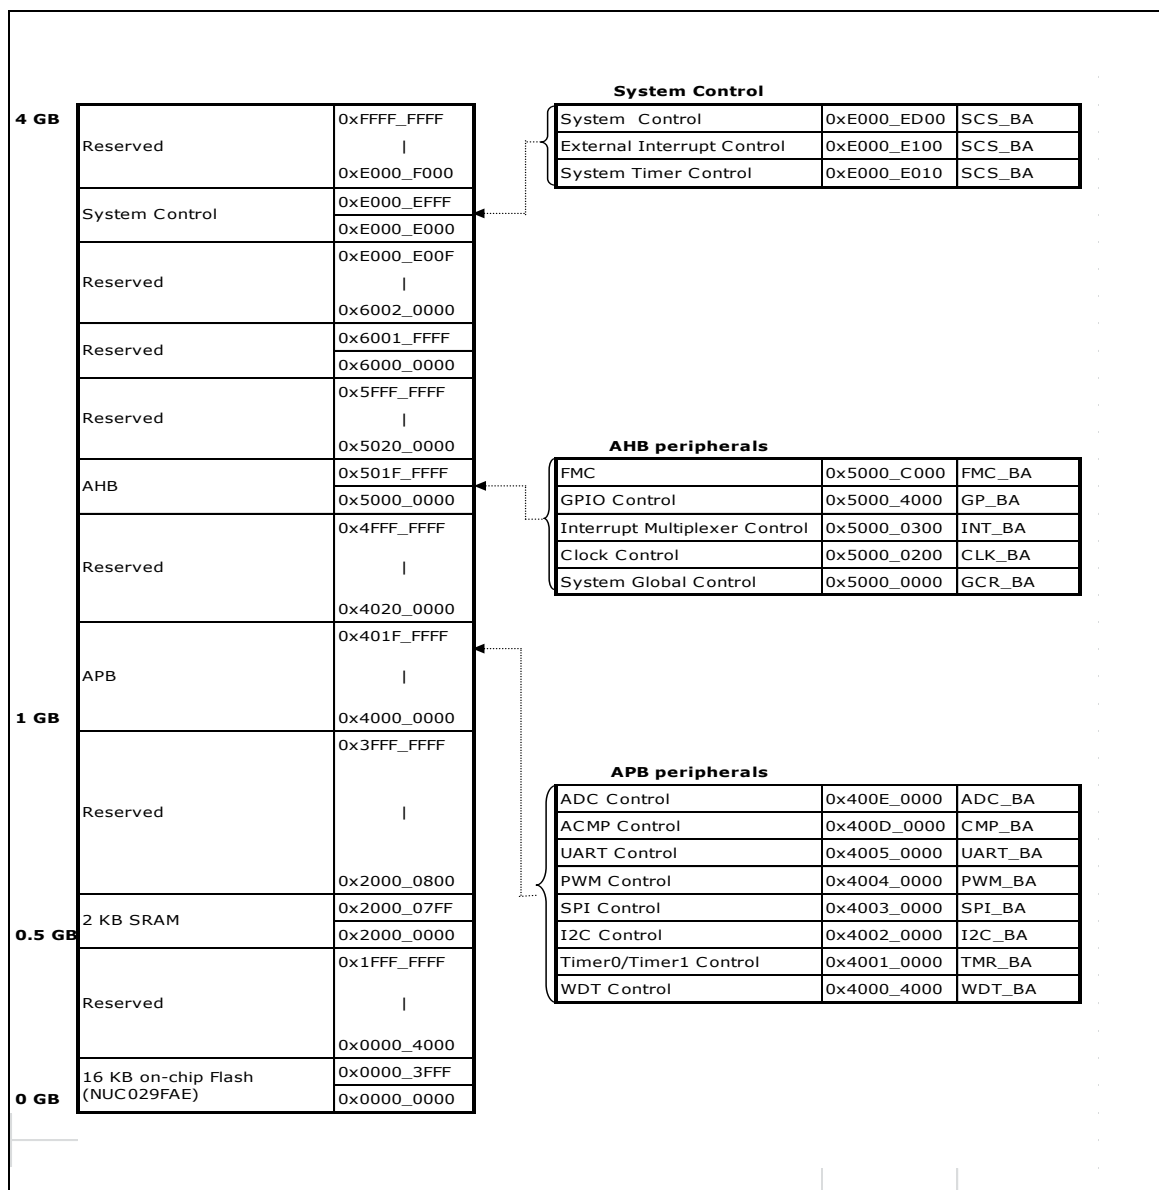 System Control
4 GB
Reserved
0xFFFF_FFFF
|
0xE000_F000
System Control
0xE000_EFFF
0xE000_E000
Reserved
0xE000_E00F
|
0x6002_0000
Reserved
0x6001_FFFF
0x6000_0000
Reserved
0x5FFF_FFFF
|
0x5020_0000
AHB
0x501F_FFFF
0x5000_0000
Reserved
0x4FFF_FFFF
|
0x4020_0000
APB
0x401F_FFFF
|
0x4000_0000
1 GB
Reserved
0x3FFF_FFFF
|
0x2000_0800
2 KB SRAM
0x2000_07FF
0x2000_0000
0.5 GB
Reserved
0x1FFF_FFFF
|
0x0000_4000
16 KB on-chip Flash
(NUC029FAE)
0x0000_3FFF
0x0000_0000
0 GB
System Control 0xE000_ED00 SCS_BA
External Interrupt Control 0xE000_E100 SCS_BA
System Timer Control 0xE000_E010 SCS_BA
AHB peripherals
FMC 0x5000_C000 FMC_BA
GPIO Control 0x5000_4000 GP_BA
Interrupt Multiplexer Control 0x5000_0300 INT_BA
Clock Control 0x5000_0200 CLK_BA
System Global Control 0x5000_0000 GCR_BA
APB peripherals
ADC Control 0x400E_0000 ADC_BA
ACMP Control 0x400D_0000 CMP_BA
UART Control 0x4005_0000 UART_BA
PWM Control 0x4004_0000 PWM_BA
SPI Control 0x4003_0000 SPI_BA
I2C Control 0x4002_0000 I2C_BA
Timer0/Timer1 Control 0x4001_0000 TMR_BA
WDT Control 0x4000_4000 WDT_BA